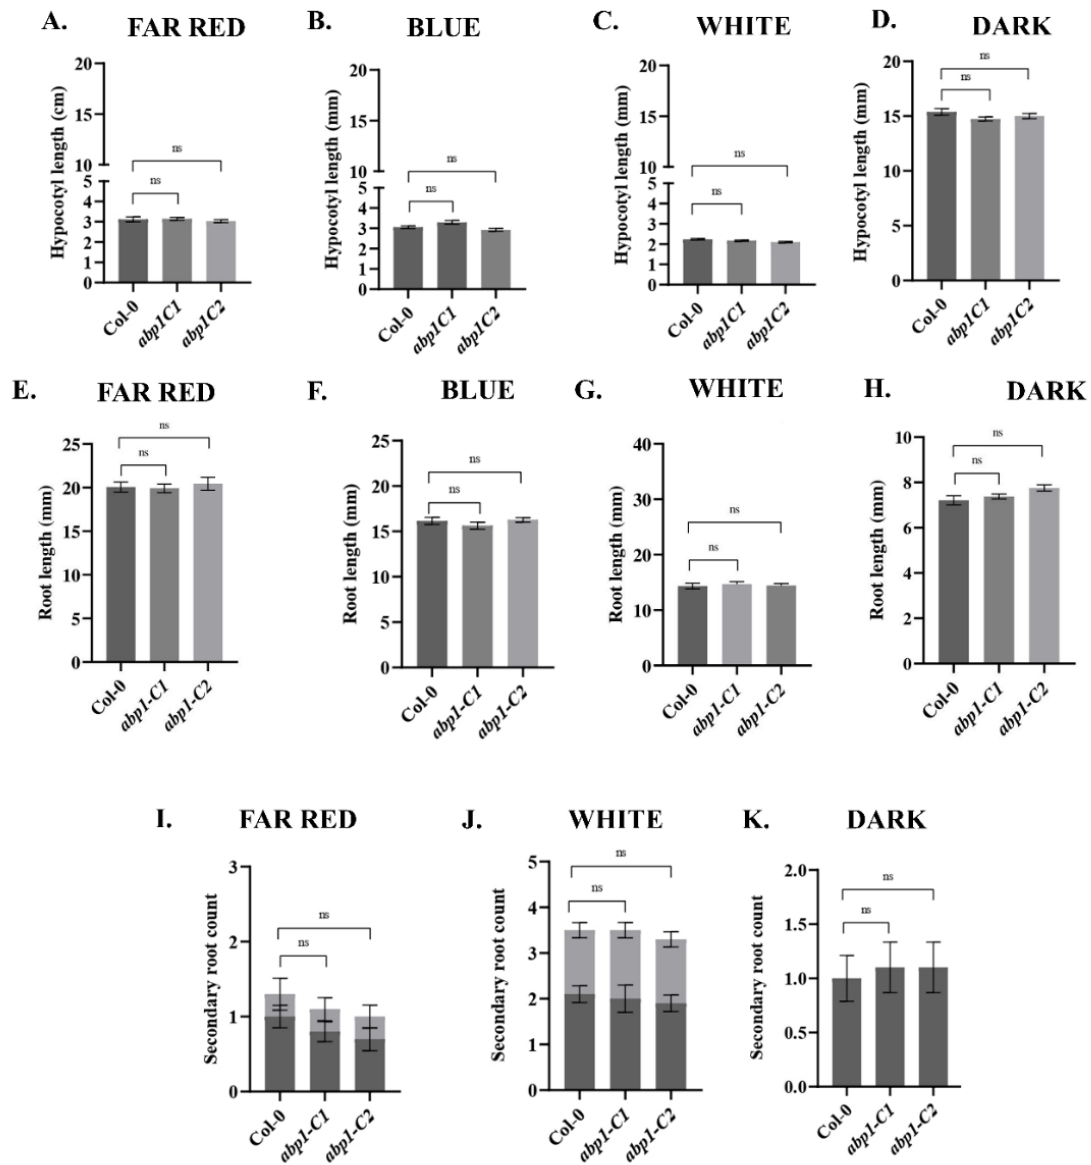 A. FAR RED
Hypocotyl length (cm)
20
15
10
5
4
3
2
1
0
ns
ns
Col-0
abp1C1
abp1C2
B. BLUE
Hypocotyl length (mm)
20
15
10
5
4
3
2
1
0
ns
ns
Col-0
abp1C1
abp1C2
C. WHITE
Hypocotyl length (mm)
20
15
10
5
4
3
2
1
0
ns
ns
Col-0
abp1C1
abp1C2
D. DARK
Hypocotyl length (mm)
20
15
10
5
0
ns
ns
Col-0
abp1C1
abp1C2
E. FAR RED
Root length (mm)
25
20
15
10
5
0
ns
ns
Col-0
abp1-C1
abp1-C2
F. BLUE
Root length (mm)
25
20
15
10
5
0
ns
ns
Col-0
abp1-C1
abp1-C2
G. WHITE
Root length (mm)
40
30
20
10
0
ns
ns
Col-0
abp1-C1
abp1-C2
H. DARK
Root length (mm)
10
8
6
4
2
0
ns
ns
Col-0
abp1-C1
abp1-C2
I. FAR RED
Secondary root count
3
2
1
0
ns
ns
Col-0
abp1-C1
abp1-C2
J. WHITE
Secondary root count
5
4
3
2
1
0
ns
ns
Col-0
abp1-C1
abp1-C2
K. DARK
Secondary root count
2.0
1.5
1.0
0.5
0.0
ns
ns
Col-0
abp1-C1
abp1-C2